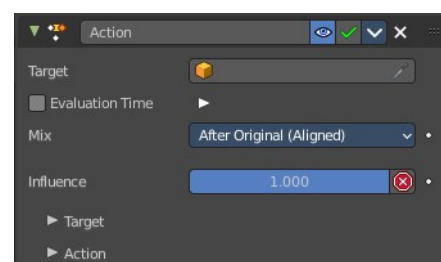 Action
Target
Evaluation Time
Mix After Original (Aligned)
Influence 1.000
Target
Action